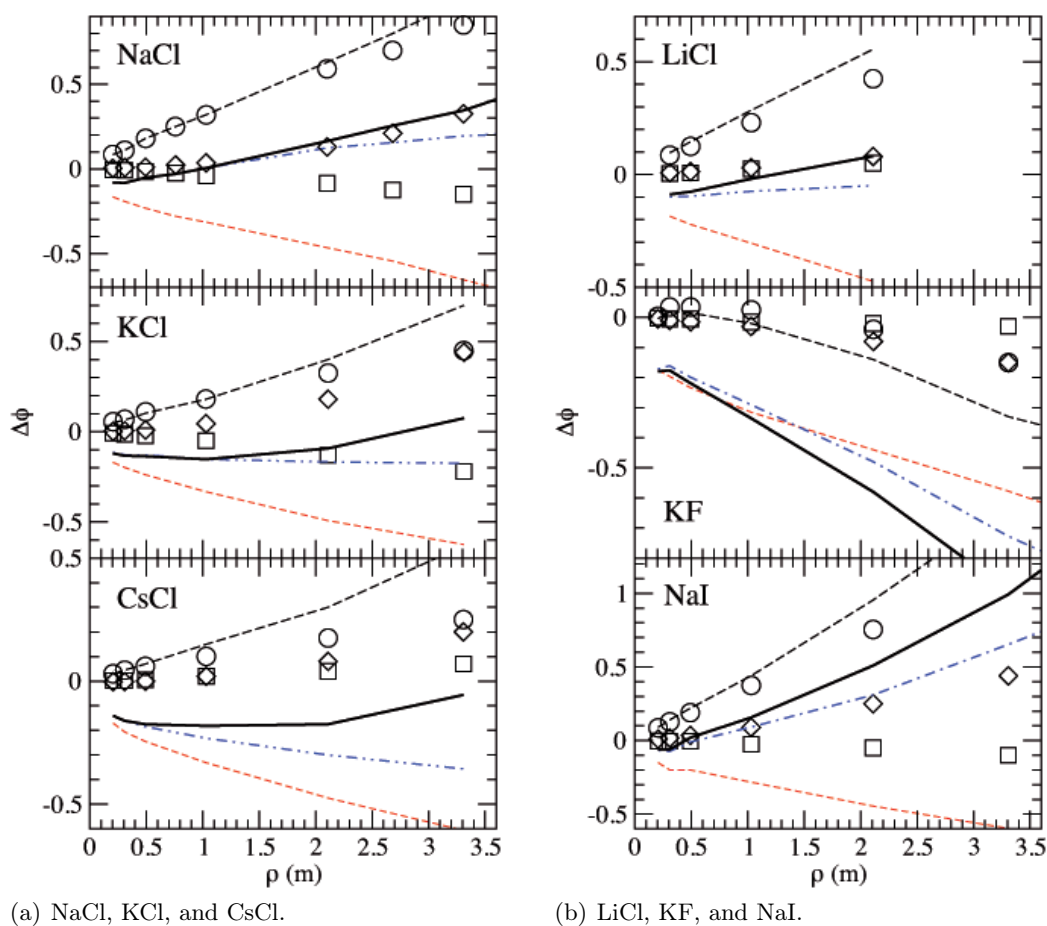 NaCl
0.5
0
-0.5
KCl
0.5
0
-0.5
Δϕ
CsCl
0.5
0
-0.5
0 0.5 1 1.5 2 2.5 3 3.5
ρ (m)
(a) NaCl, KCl, and CsCl.
LiCl
0.5
0
-0.5
0
-0.5
KF
Δϕ
NaI
1
0.5
0
-0.5
0 0.5 1 1.5 2 2.5 3 3.5
ρ (m)
(b) LiCl, KF, and NaI.